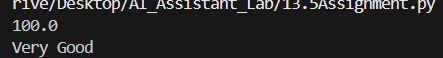 rive/Desktop/AI_Assistant_Lab/13.5Assignment.py
100.0
Very Good